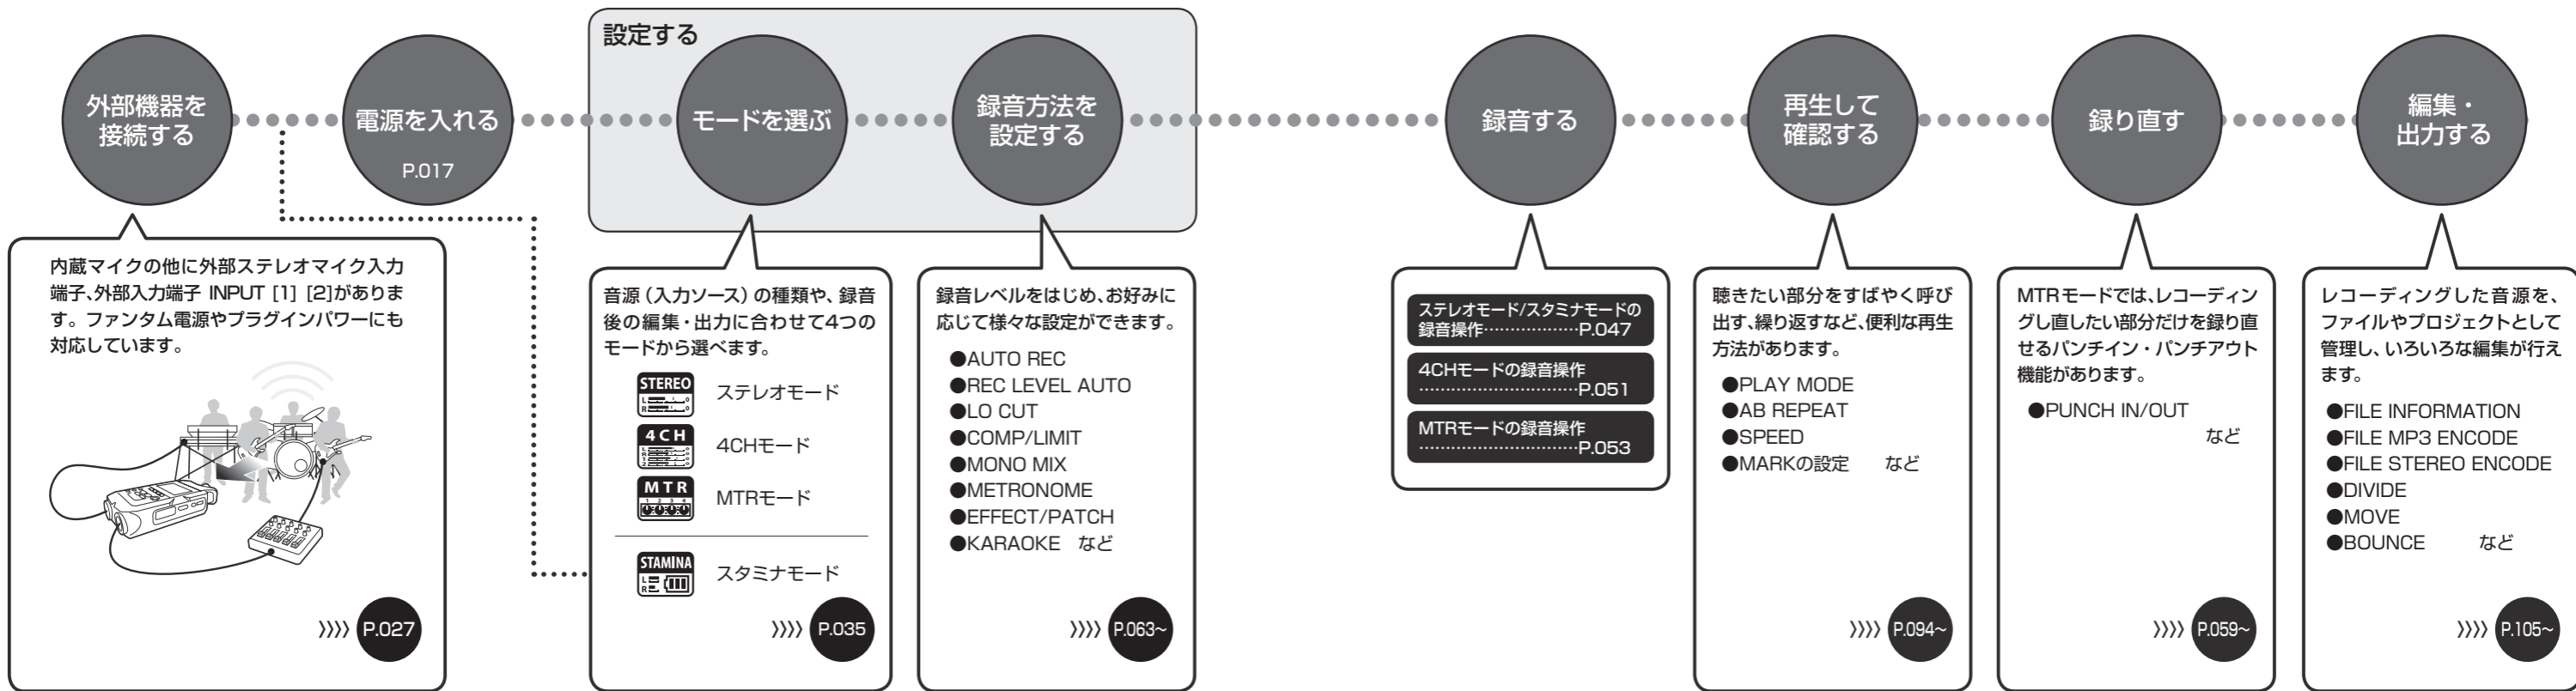 設定する
外部機器を
接続する
電源を入れる
P.017
モードを選ぶ
録音方法を
設定する
録音する
再生して
確認する
録り直す
編集・
出力する
内蔵マイクの他に外部ステレオマイク入力
端子、外部入力端子 INPUT [1] [2]がありま
す。ファンタム電源やプラグインパワーにも
対応しています。
〉〉〉〉 P.027
音源（入力ソース）の種類や、録音
後の編集・出力に合わせて4つの
モードから選べます。
STEREO
L
R
ステレオモード
4CH
L
R
1
2
4CHモード
MTR
1 2 3 4
MTRモード
STAMINA
L
R
スタミナモード
〉〉〉〉 P.035
録音レベルをはじめ、お好みに
応じて様々な設定ができます。
●AUTO REC
●REC LEVEL AUTO
●LO CUT
●COMP/LIMIT
●MONO MIX
●METRONOME
●EFFECT/PATCH
●KARAOKE など
〉〉〉〉 P.063～
ステレオモード/スタミナモードの
録音操作………………P.047
4CHモードの録音操作
…………………………P.051
MTRモードの録音操作
…………………………P.053
聴きたい部分をすばやく呼び
出す、繰り返すなど、便利な再生
方法があります。
●PLAY MODE
●AB REPEAT
●SPEED
●MARKの設定 など
〉〉〉〉 P.094～
MTRモードでは、レコーディン
グし直したい部分だけを録り直
せるパンチイン・パンチアウト
機能があります。
●PUNCH IN/OUT
など
〉〉〉〉 P.059～
レコーディングした音源を、
ファイルやプロジェクトとして
管理し、いろいろな編集が行え
ます。
●FILE INFORMATION
●FILE MP3 ENCODE
●FILE STEREO ENCODE
●DIVIDE
●MOVE
●BOUNCE など
〉〉〉〉 P.105～